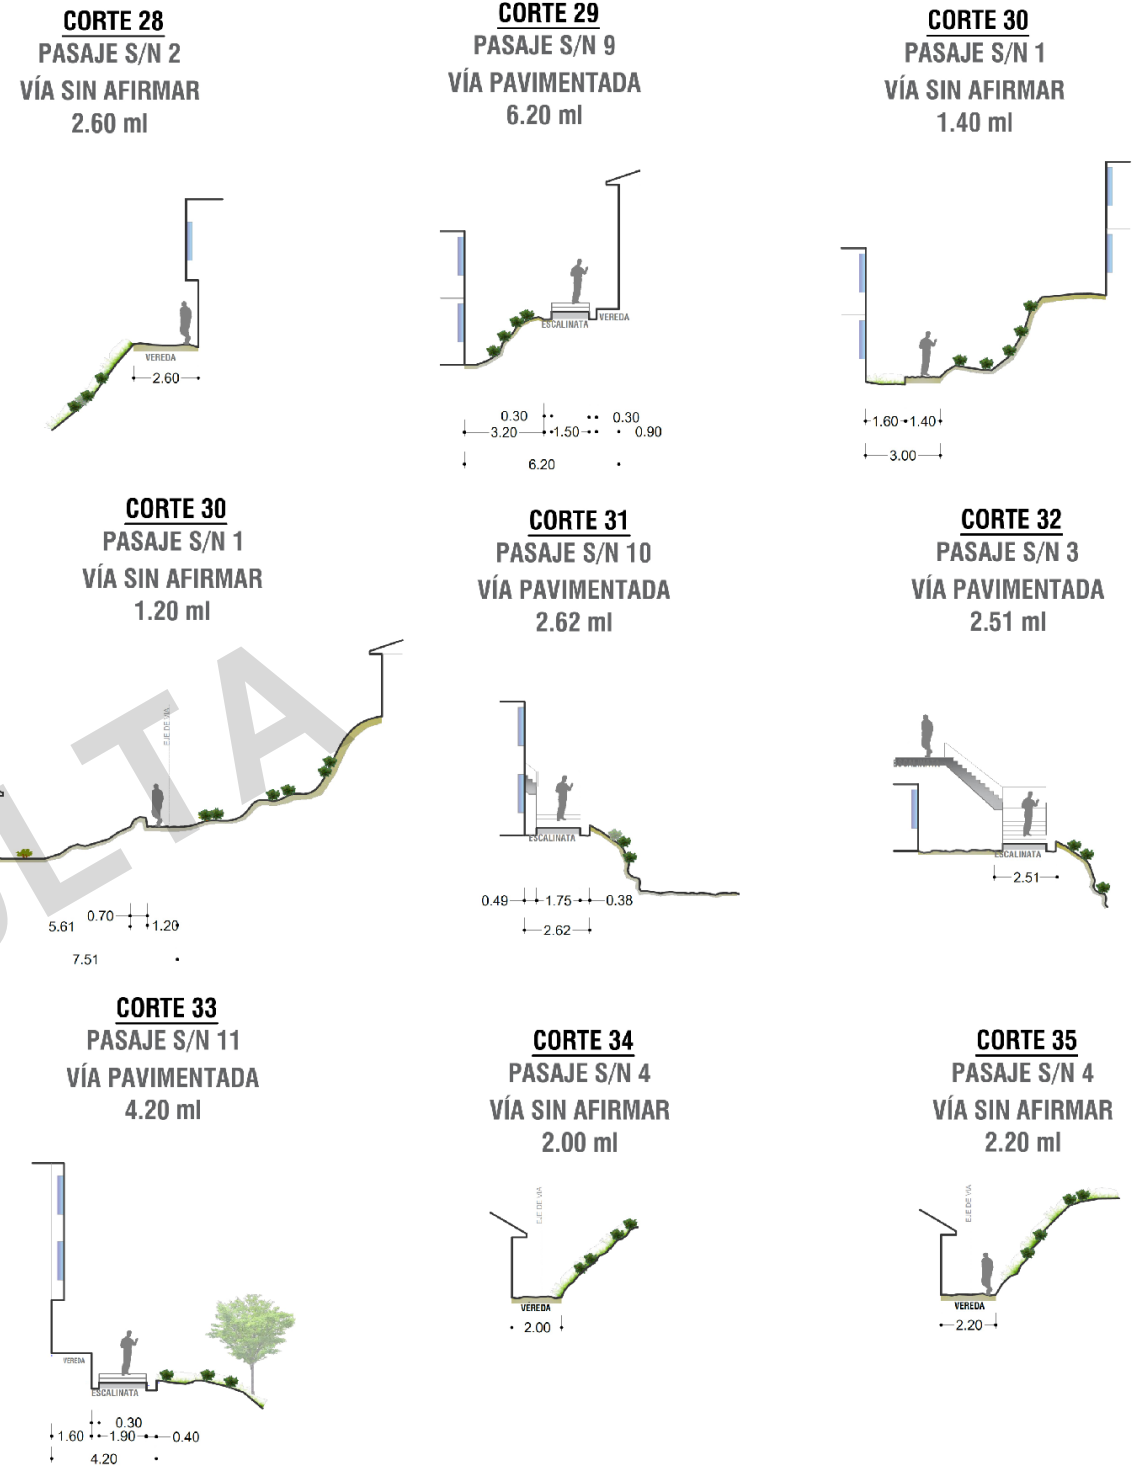 CORTE 28
PASAJE S/N 2
VÍA SIN AFIRMAR
2.60 ml
VEREDA
2.60
CORTE 29
PASAJE S/N 9
VÍA PAVIMENTADA
6.20 ml
ESCALINATA
VEREDA
0.30
0.30
3.20
1.50
0.90
6.20
CORTE 30
PASAJE S/N 1
VÍA SIN AFIRMAR
1.40 ml
1.60
1.40
3.00
CORTE 30
PASAJE S/N 1
VÍA SIN AFIRMAR
1.20 ml
EJE DE VIA
0.70
5.61
1.20
7.51
CORTE 31
PASAJE S/N 10
VÍA PAVIMENTADA
2.62 ml
ESCALINATA
0.49
1.75
0.38
2.62
CORTE 32
PASAJE S/N 3
VÍA PAVIMENTADA
2.51 ml
ESCALINATA
2.51
CORTE 33
PASAJE S/N 11
VÍA PAVIMENTADA
4.20 ml
VEREDA
ESCALINATA
0.30
1.60
1.90
0.40
4.20
CORTE 34
PASAJE S/N 4
VÍA SIN AFIRMAR
2.00 ml
EJE DE VIA
VEREDA
2.00
CORTE 35
PASAJE S/N 4
VÍA SIN AFIRMAR
2.20 ml
EJE DE VIA
VEREDA
2.20
LTA